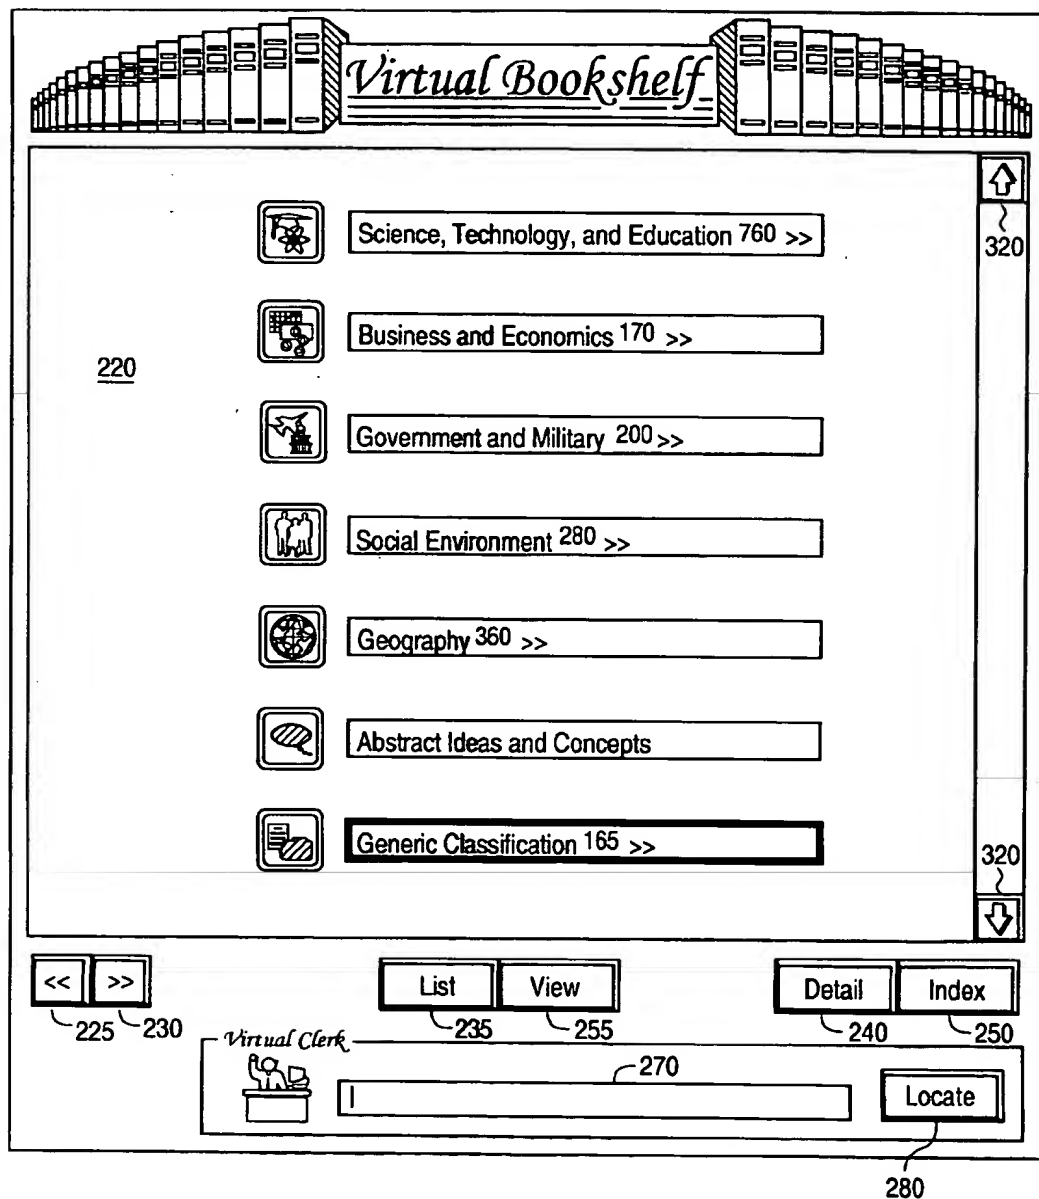 Virtual Bookshelf
Science, Technology, and Education 760 >>
320
Business and Economics 170 >>
220
Government and Military 200 >>
Social Environment 280 >>
Geography 360 >>
Abstract Ideas and Concepts
Generic Classification 165 >>
320
<< >> List View Detail Index
225 230 235 255 240 250
Virtual Clerk
270
Locate
280